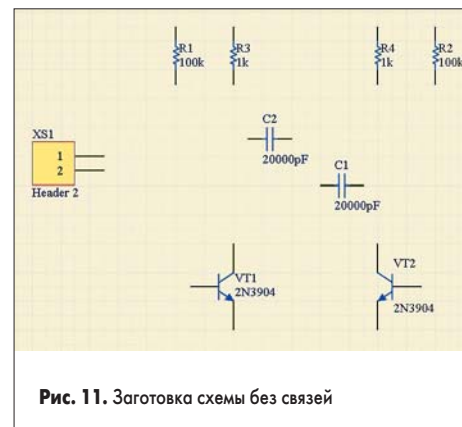 R1
100k
R3
1k
R4
1k
R2
100k
C2
20000pF
XS1
1
2
Header 2
C1
20000pF
VT1
2N3904
VT2
2N3904
Рис. 11. Заготовка схемы без связей